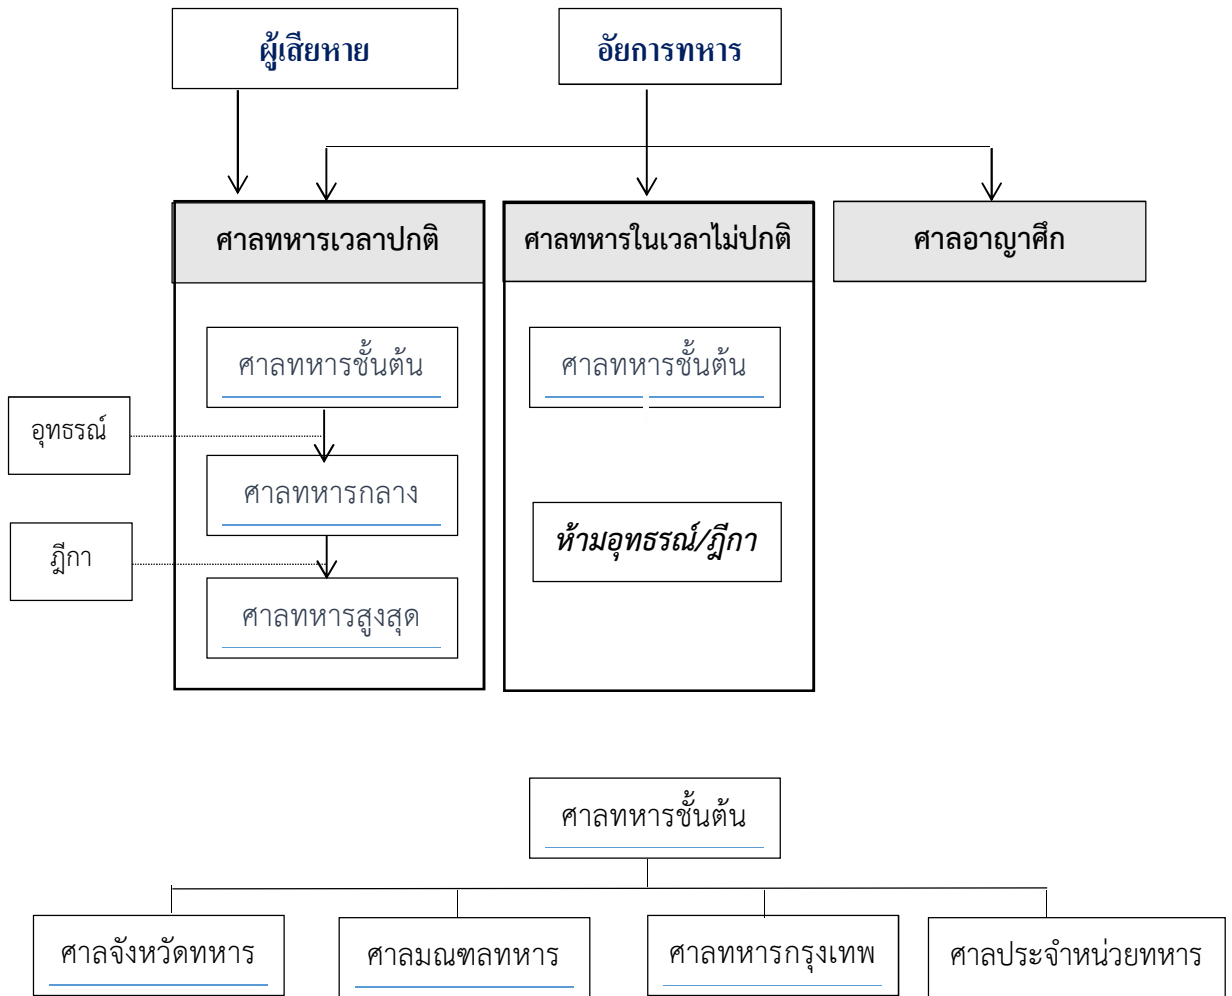 ผู้เสียหาย
อัยการทหาร
ศาลทหารเวลาปกติ
ศาลทหารในเวลาไม่ปกติ
ศาลอาญาศึก
ศาลทหารชั้นต้น
ศาลทหารชั้นต้น
อุทธรณ์
ศาลทหารกลาง
ห้ามอุทธรณ์/ฎีกา
ฎีกา
ศาลทหารสูงสุด
ศาลทหารชั้นต้น
ศาลจังหวัดทหาร
ศาลมณฑลทหาร
ศาลทหารกรุงเทพ
ศาลประจำหน่วยทหาร